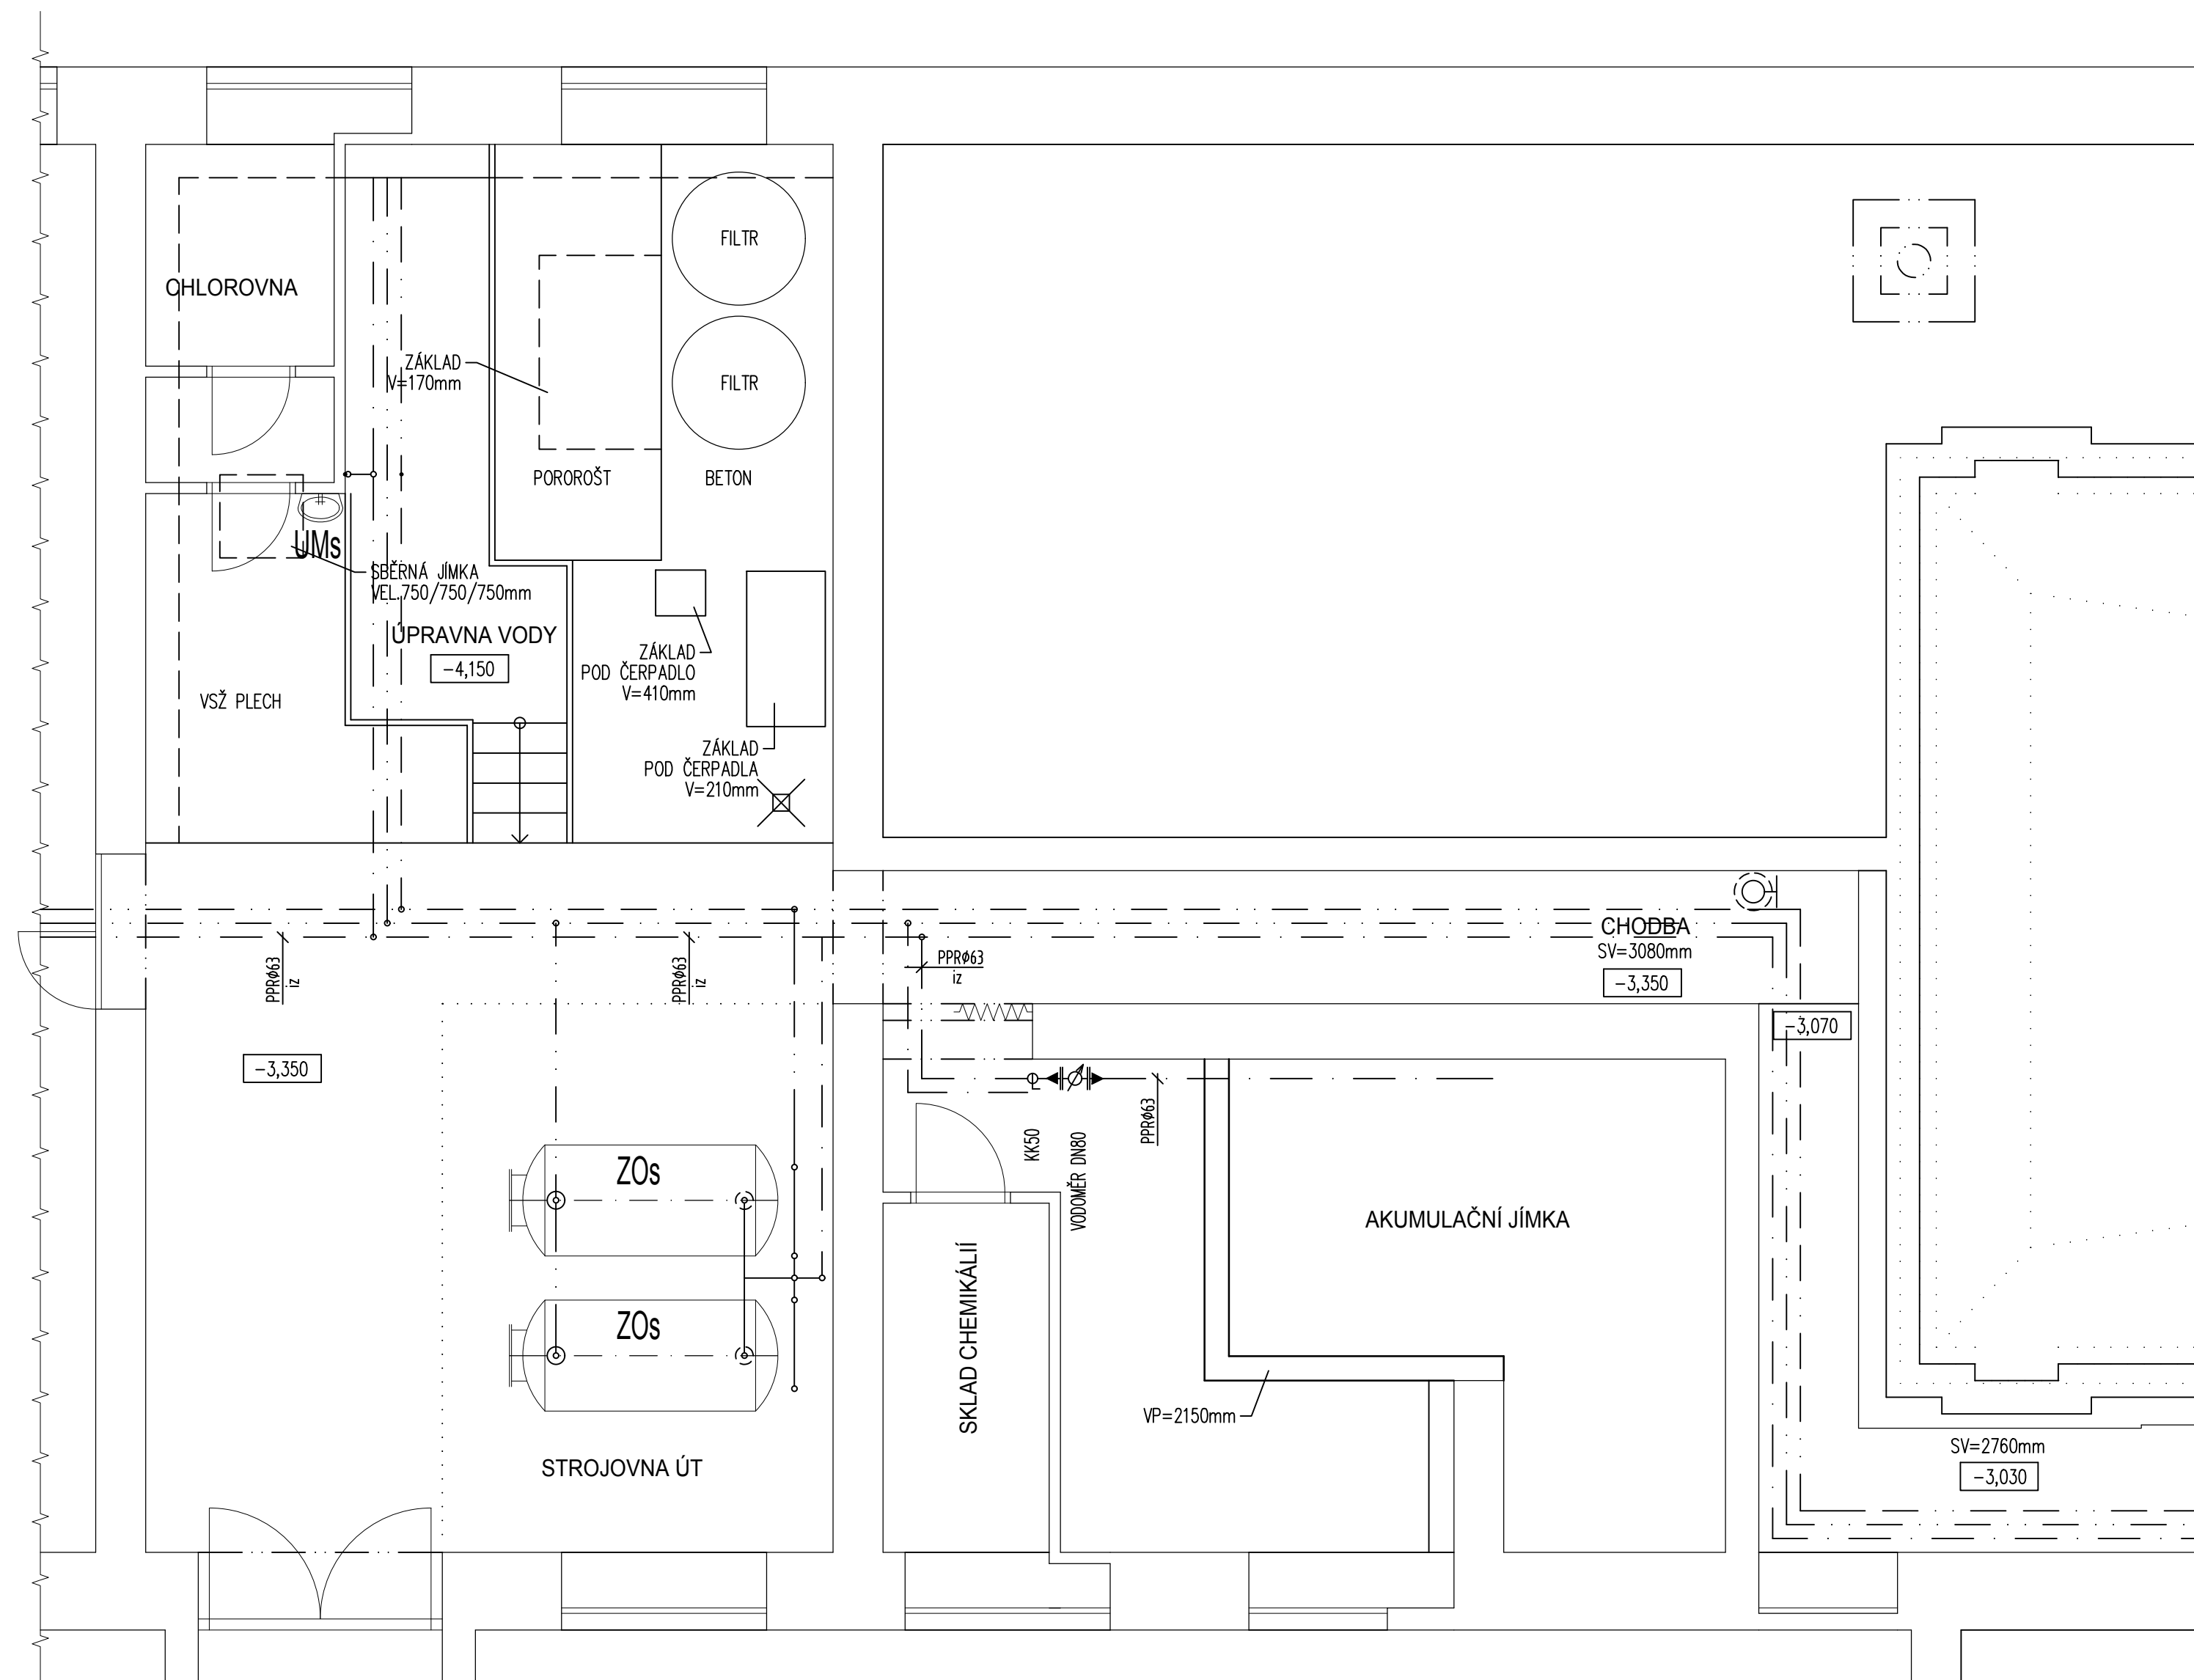 FILTR
CHLOROVNA
ZÁKLAD
V=170mm
FILTR
POROROŠT
BETON
UMs
SBĚRNÁ JÍMKA
VEL.750/750/750mm
ÚPRAVNA VODY
-4,150
ZÁKLAD
POD ČERPADLO
V=410mm
VSŽ PLECH
ZÁKLAD
POD ČERPADLA
V=210mm
CHODBA
SV=3080mm
-3,350
PPRø63
iz
PPRø63
iz
PPRø63
iz
-3,070
-3,350
KK50
VODOMĚR DN80
PPRø63
ZOs
AKUMULAČNÍ JÍMKA
ZOs
SKLAD CHEMIKÁLIÍ
VP=2150mm
STROJOVNA ÚT
SV=2760mm
-3,030